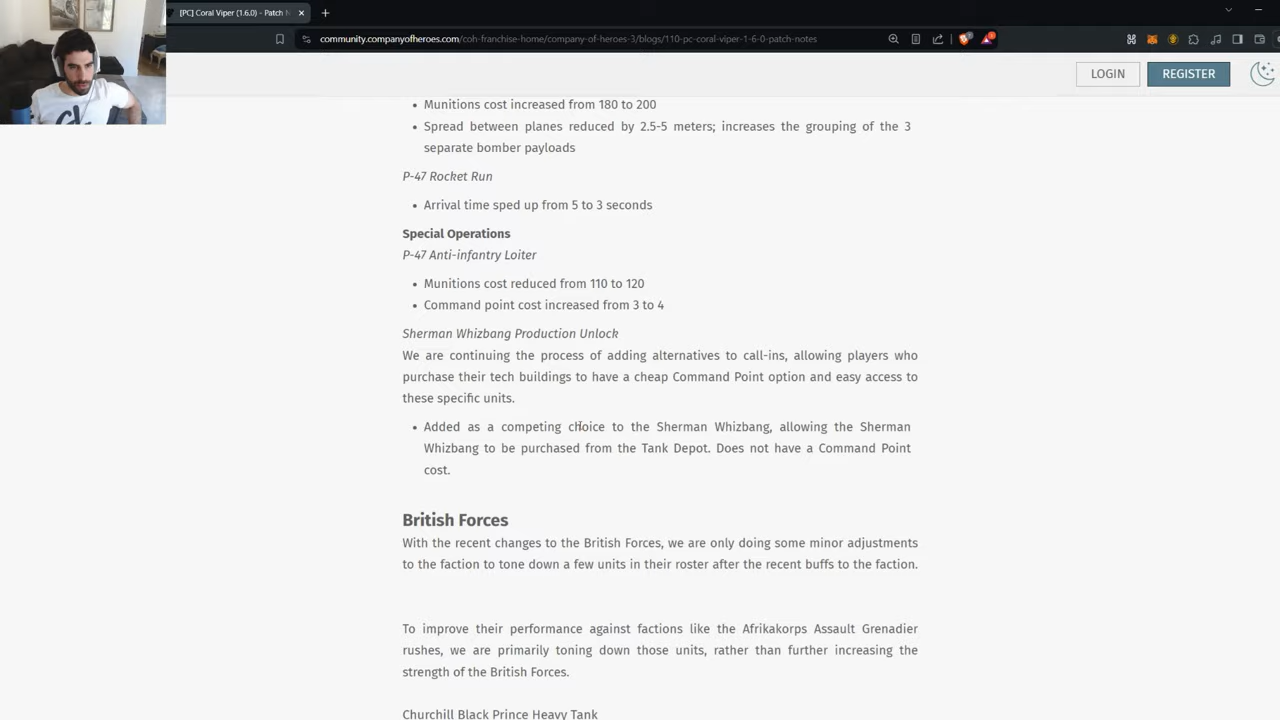 [PC] Coral Viper (1.6.0) - Patch N
community.companyofheroes.com/coh-franchise-home/company-of-heroes-3/blogs/110-pc-coral-viper-1-6-0-patch-notes
LOGIN
REGISTER
• Munitions cost increased from 180 to 200
• Spread between planes reduced by 2.5-5 meters; increases the grouping of the 3
separate bomber payloads
P-47 Rocket Run
• Arrival time sped up from 5 to 3 seconds
Special Operations
P-47 Anti-infantry Loiter
• Munitions cost reduced from 110 to 120
• Command point cost increased from 3 to 4
Sherman Whizbang Production Unlock
We are continuing the process of adding alternatives to call-ins, allowing players who
purchase their tech buildings to have a cheap Command Point option and easy access to
these specific units.
• Added as a competing choice to the Sherman Whizbang, allowing the Sherman
Whizbang to be purchased from the Tank Depot. Does not have a Command Point
cost.
British Forces
With the recent changes to the British Forces, we are only doing some minor adjustments
to the faction to tone down a few units in their roster after the recent buffs to the faction.
To improve their performance against factions like the Afrikakorps Assault Grenadier
rushes, we are primarily toning down those units, rather than further increasing the
strength of the British Forces.
Churchill Black Prince Heavy Tank